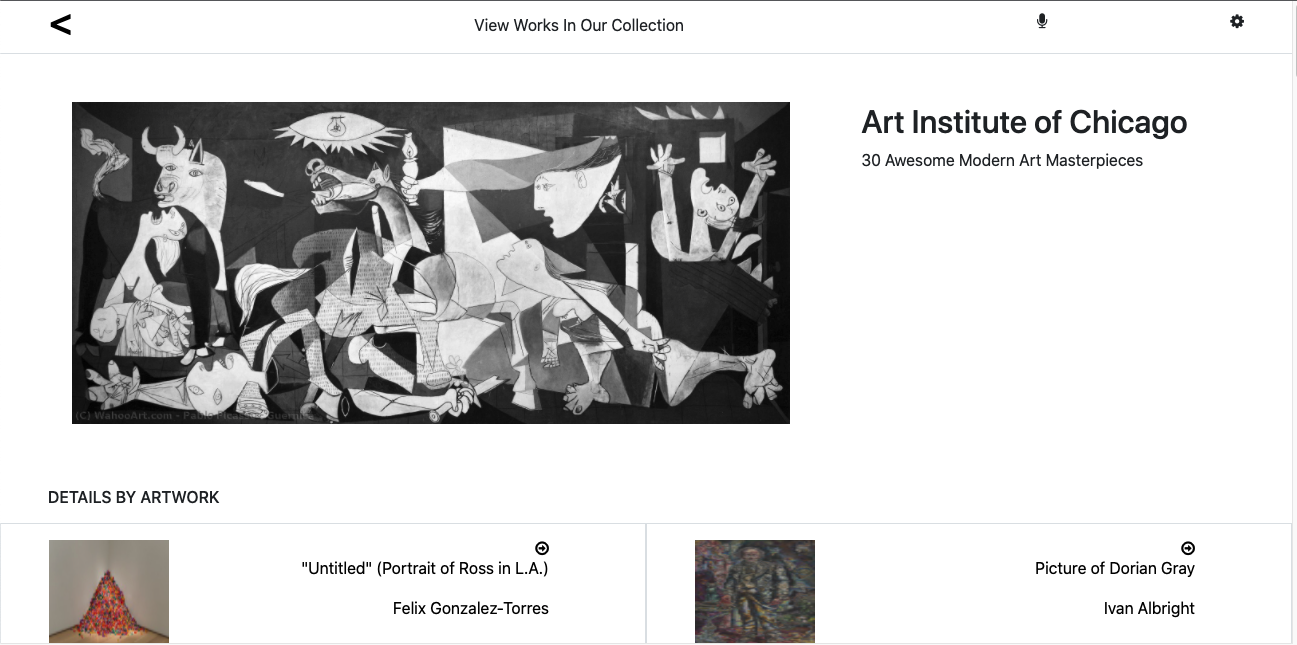 <
View Works In Our Collection
Art Institute of Chicago
30 Awesome Modern Art Masterpieces
(C) WahooArt.com - Pablo Picasso - Guernica
DETAILS BY ARTWORK
"Untitled" (Portrait of Ross in L.A.)
Felix Gonzalez-Torres
Picture of Dorian Gray
Ivan Albright